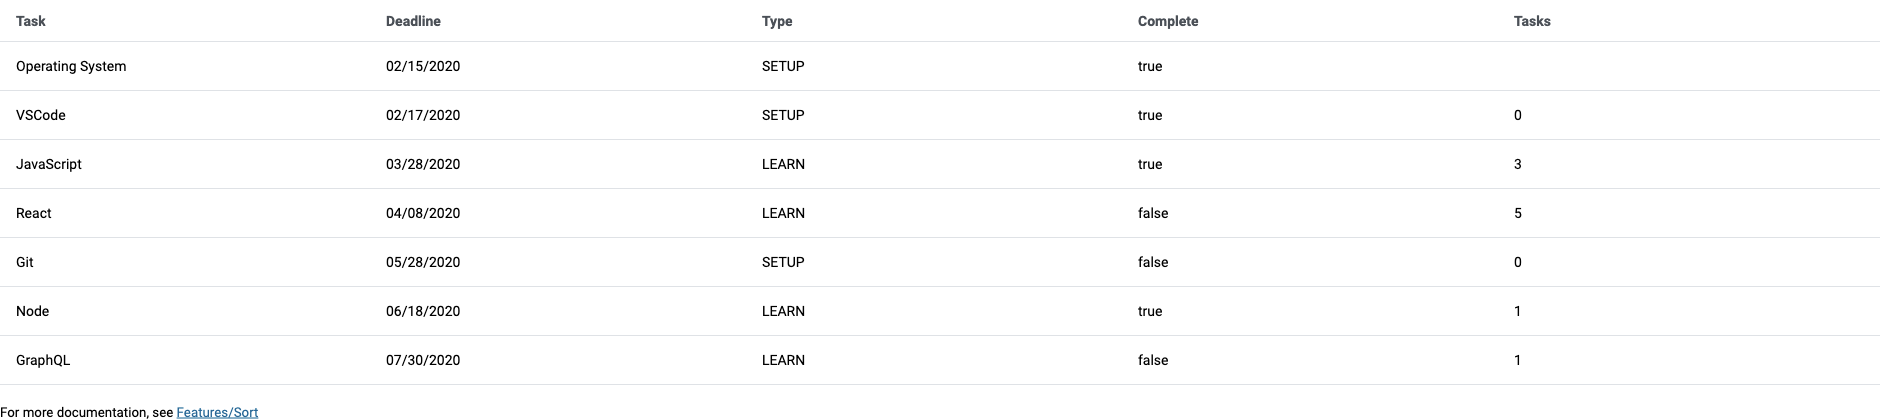 Task Deadline Type Complete Tasks
Operating System 02/15/2020 SETUP true
VSCode 02/17/2020 SETUP true 0
JavaScript 03/28/2020 LEARN true 3
React 04/08/2020 LEARN false 5
Git 05/28/2020 SETUP false 0
Node 06/18/2020 LEARN true 1
GraphQL 07/30/2020 LEARN false 1
For more documentation, see Features/Sort